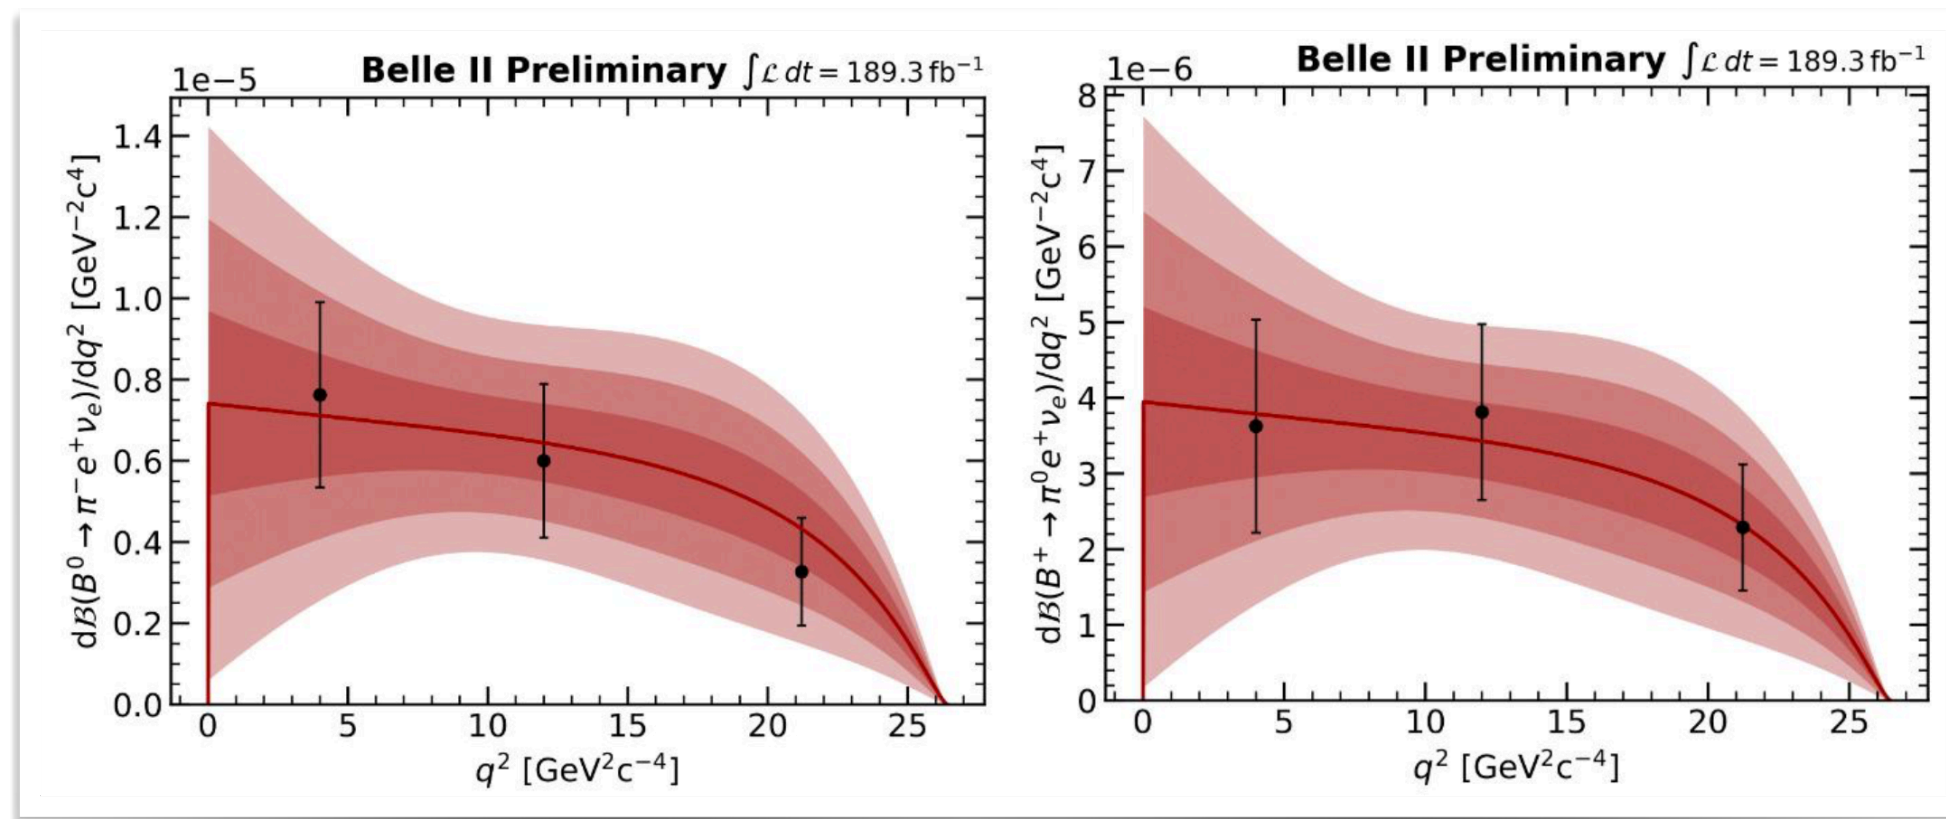 Belle II Preliminary ∫ℒ dt = 189.3 fb⁻¹
1e−5
d𝓑(B⁰→π⁻e⁺νₑ)/dq² [GeV⁻²c⁴]
1.4
1.2
1.0
0.8
0.6
0.4
0.2
0.0
0 5 10 15 20 25
q² [GeV²c⁻⁴]
Belle II Preliminary ∫ℒ dt = 189.3 fb⁻¹
1e−6
d𝓑(B⁺→π⁰e⁺νₑ)/dq² [GeV⁻²c⁴]
8
7
6
5
4
3
2
1
0
0 5 10 15 20 25
q² [GeV²c⁻⁴]